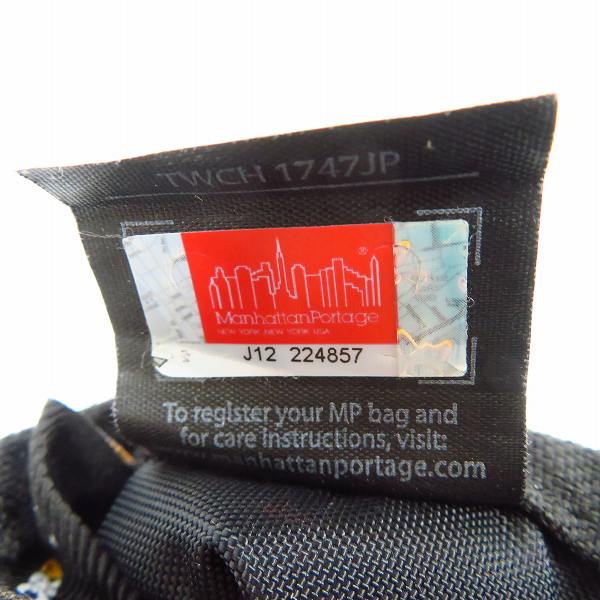 TWCH 1747JP
®
ManhattanPortage
NEW YORK, NEW YORK, USA
J12 224857
To register your MP bag and
for care instructions, visit:
www.manhattanportage.com